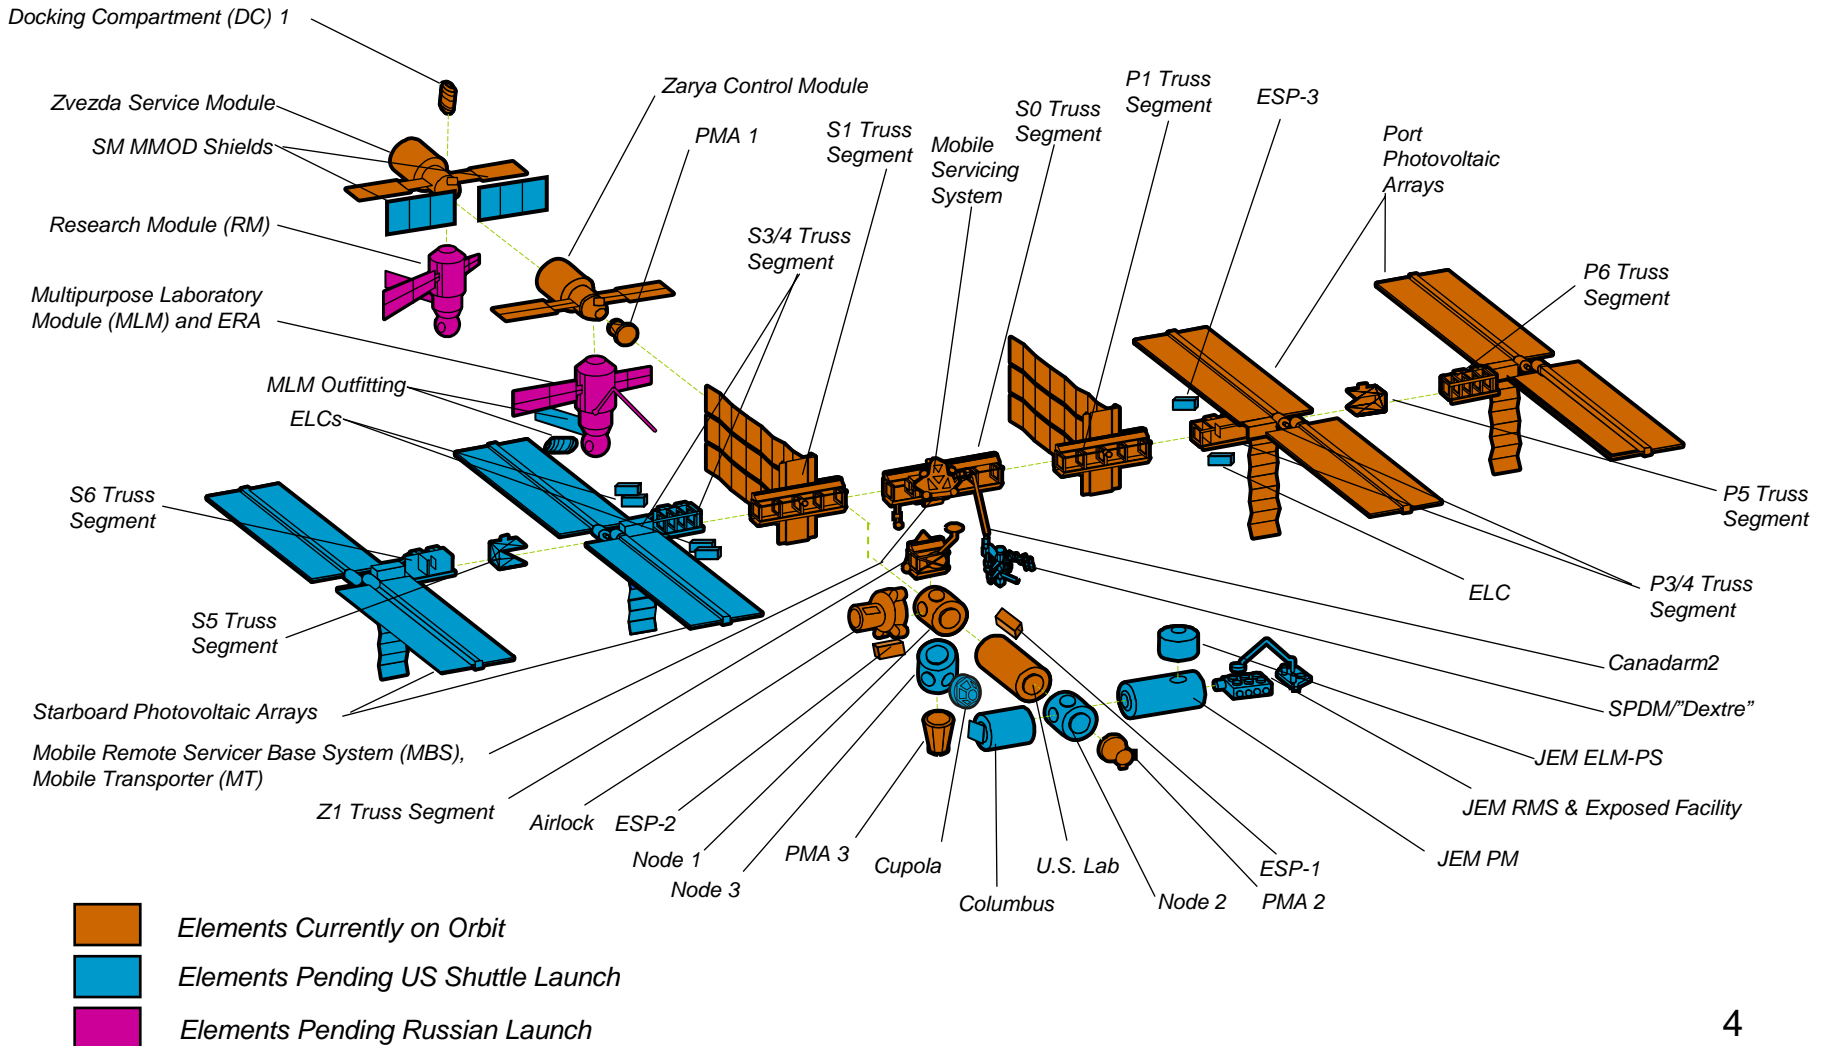 Docking Compartment (DC) 1
Zvezda Service Module
SM MMOD Shields
Research Module (RM)
Multipurpose Laboratory
Module (MLM) and ERA
MLM Outfitting
ELCs
Zarya Control Module
PMA 1
S1 Truss
Segment
S3/4 Truss
Segment
Mobile
Servicing
System
S0 Truss
Segment
P1 Truss
Segment
ESP-3
Port
Photovoltaic
Arrays
P6 Truss
Segment
P5 Truss
Segment
P3/4 Truss
Segment
ELC
S6 Truss
Segment
S5 Truss
Segment
Starboard Photovoltaic Arrays
Mobile Remote Servicer Base System (MBS),
Mobile Transporter (MT)
Z1 Truss Segment
Airlock
ESP-2
Node 1
Node 3
PMA 3
Cupola
Columbus
U.S. Lab
Node 2
ESP-1
PMA 2
Canadarm2
SPDM/”Dextre”
JEM ELM-PS
JEM RMS & Exposed Facility
JEM PM
Elements Currently on Orbit
Elements Pending US Shuttle Launch
Elements Pending Russian Launch
4